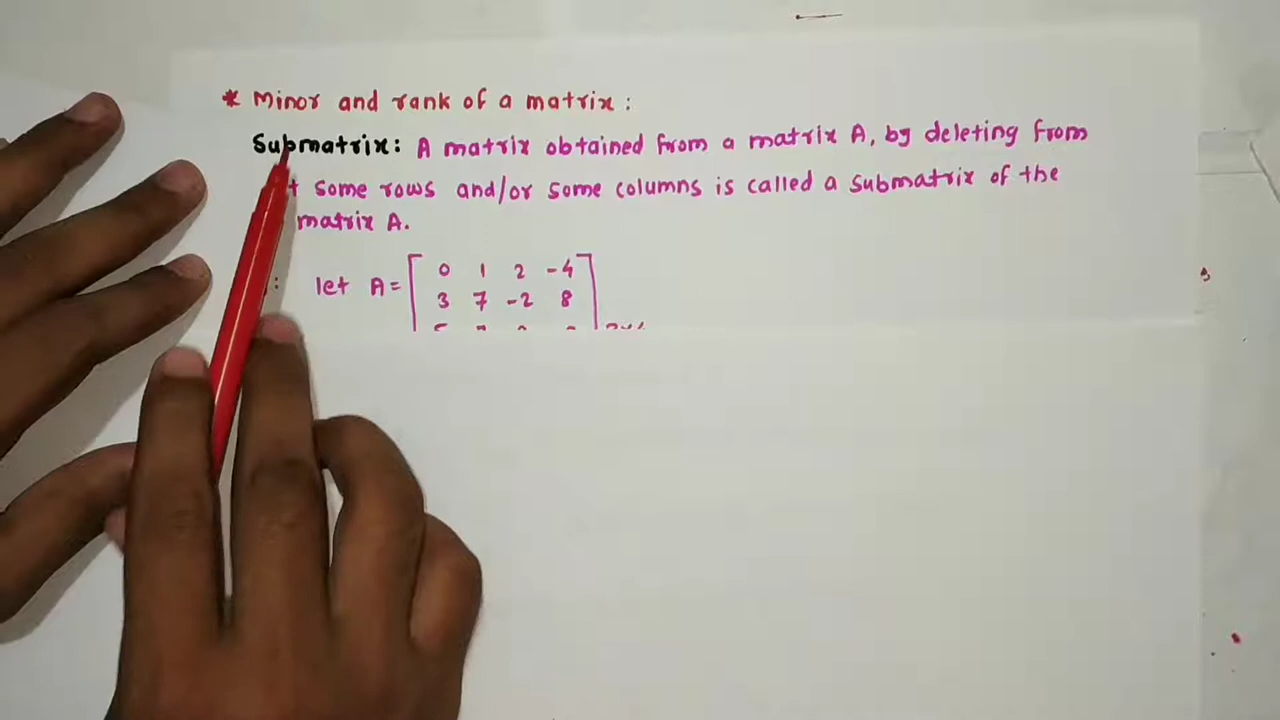 * Minor and rank of a matrix :
Submatrix: A matrix obtained from a matrix A, by deleting from
some rows and/or some columns is called a submatrix of the
matrix A.
: let A = [ 0 1 2 -4
3 7 -2 8 ]